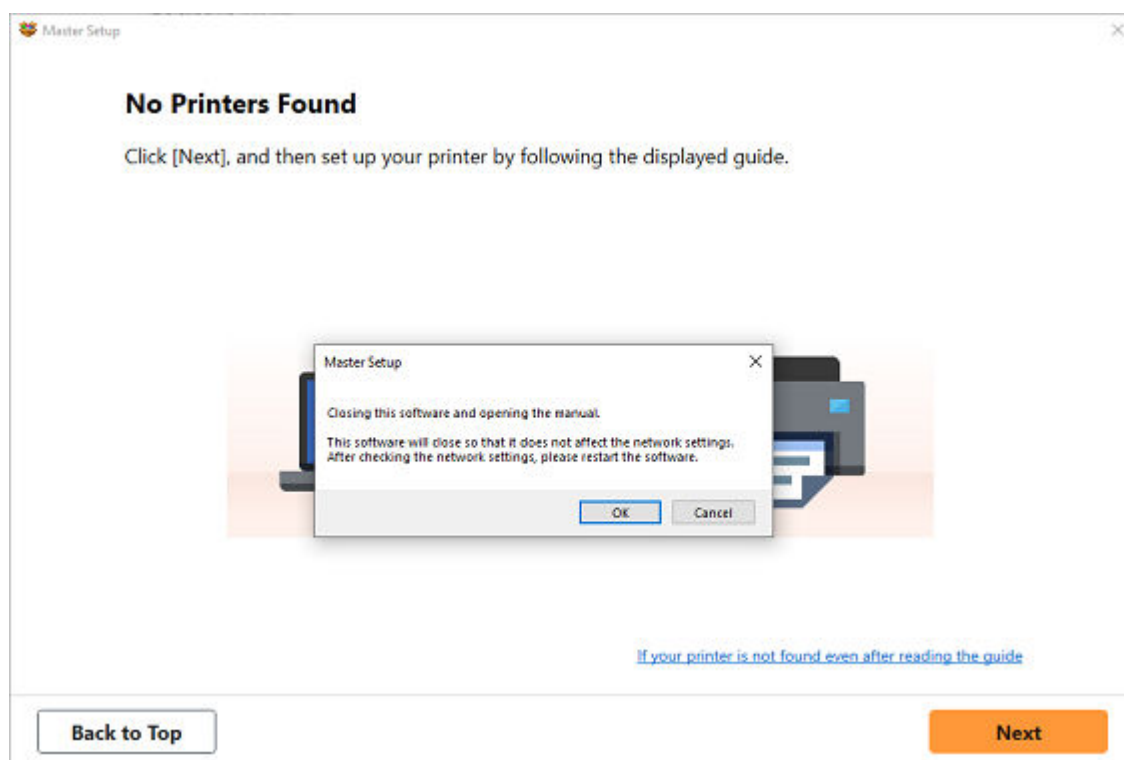 Master Setup
No Printers Found
Click [Next], and then set up your printer by following the displayed guide.
Master Setup
Closing this software and opening the manual.
This software will close so that it does not affect the network settings.
After checking the network settings, please restart the software.
OK Cancel
If your printer is not found even after reading the guide
Back to Top Next